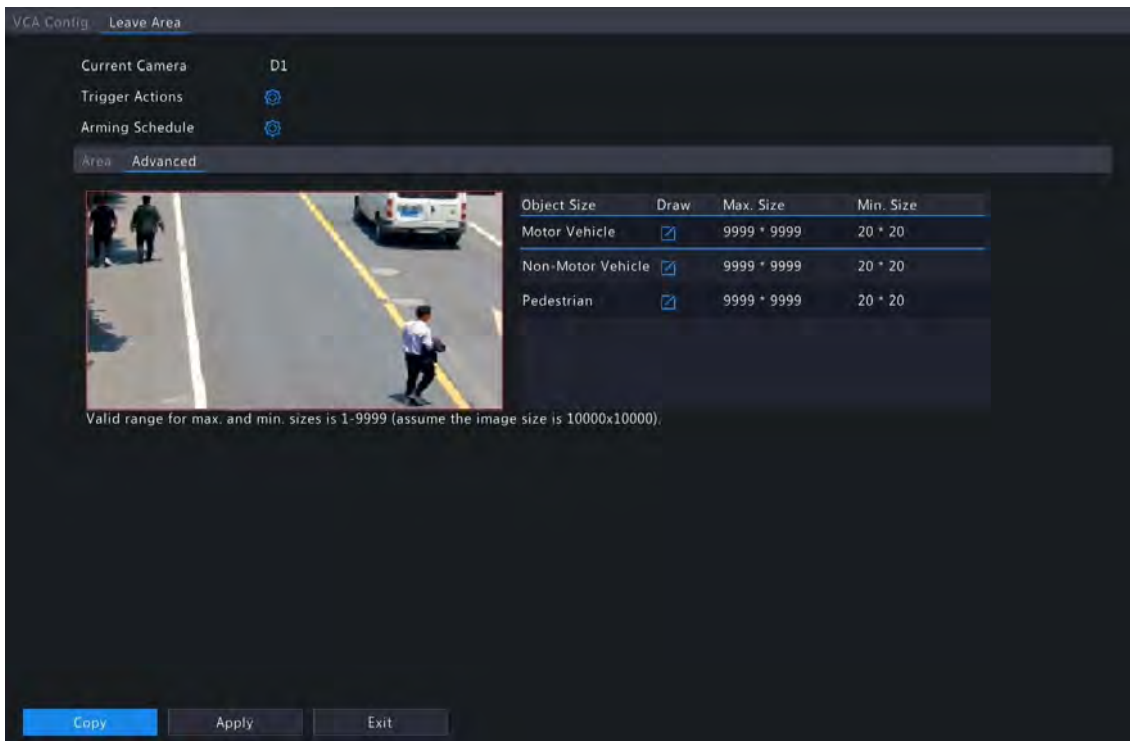 VCA Config Leave Area
Current Camera D1
Trigger Actions
Arming Schedule
Area Advanced
Object Size Draw Max. Size Min. Size
Motor Vehicle 9999 * 9999 20 * 20
Non-Motor Vehicle 9999 * 9999 20 * 20
Pedestrian 9999 * 9999 20 * 20
Valid range for max. and min. sizes is 1-9999 (assume the image size is 10000x10000).
Copy Apply Exit